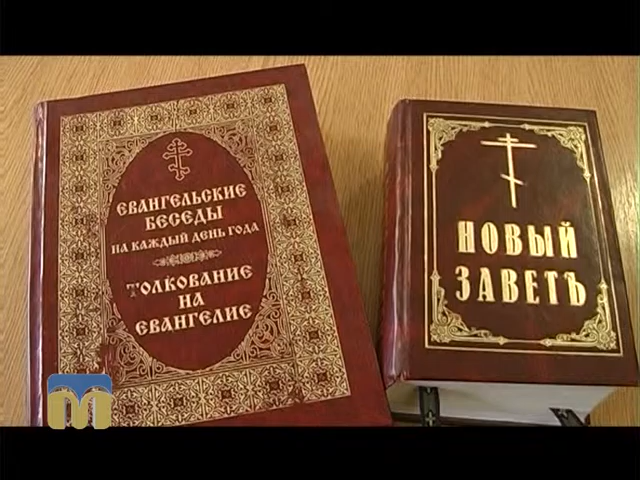 ЕВАНГЕЛЬСКИЕ
БЕСЕДЫ
НА КАЖДЫЙ ДЕНЬ ГОДА
ТОЛКОВАНИЕ
НА
ЕВАНГЕЛИЕ
НОВЫЙ
ЗАВЕТЪ